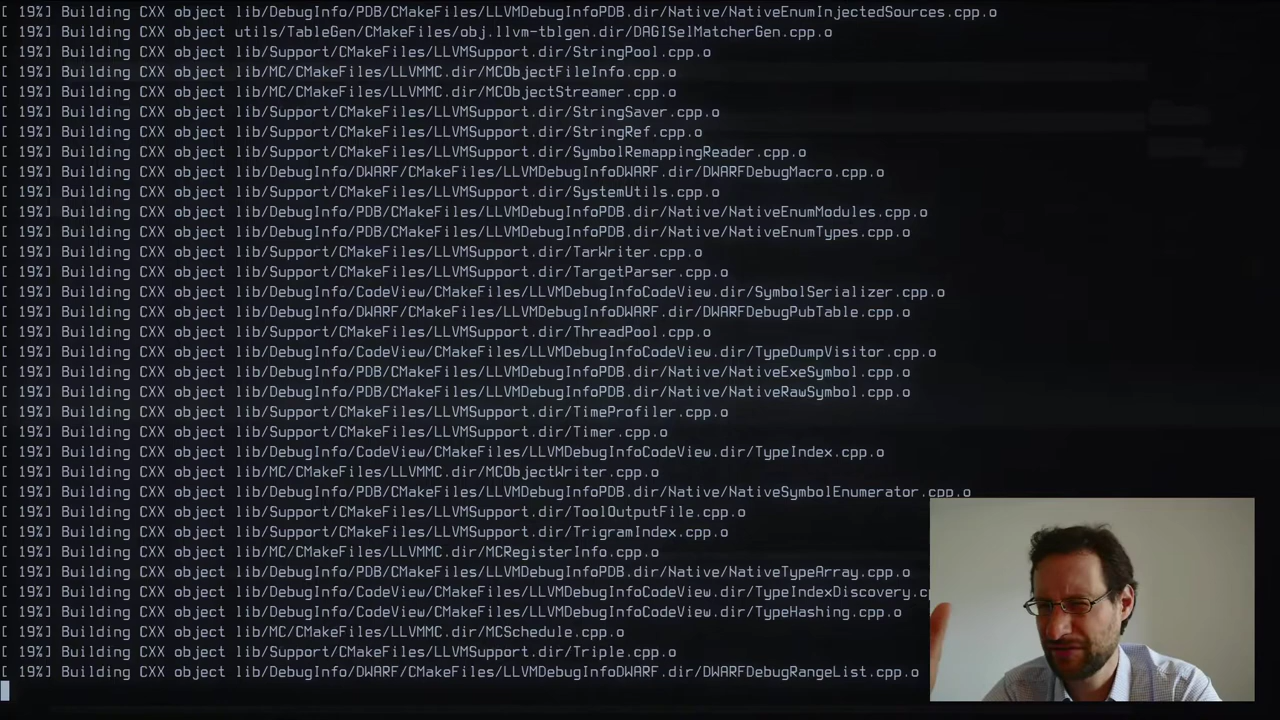 [ 19%] Building CXX object lib/DebugInfo/PDB/CMakeFiles/LLVMDebugInfoPDB.dir/Native/NativeEnumInjectedSources.cpp.o
[ 19%] Building CXX object utils/TableGen/CMakeFiles/obj.llvm-tblgen.dir/DAGISelMatcherGen.cpp.o
[ 19%] Building CXX object lib/Support/CMakeFiles/LLVMSupport.dir/StringPool.cpp.o
[ 19%] Building CXX object lib/MC/CMakeFiles/LLVMMC.dir/MCObjectFileInfo.cpp.o
[ 19%] Building CXX object lib/MC/CMakeFiles/LLVMMC.dir/MCObjectStreamer.cpp.o
[ 19%] Building CXX object lib/Support/CMakeFiles/LLVMSupport.dir/StringSaver.cpp.o
[ 19%] Building CXX object lib/Support/CMakeFiles/LLVMSupport.dir/StringRef.cpp.o
[ 19%] Building CXX object lib/Support/CMakeFiles/LLVMSupport.dir/SymbolRemappingReader.cpp.o
[ 19%] Building CXX object lib/DebugInfo/DWARF/CMakeFiles/LLVMDebugInfoDWARF.dir/DWARFDebugMacro.cpp.o
[ 19%] Building CXX object lib/Support/CMakeFiles/LLVMSupport.dir/SystemUtils.cpp.o
[ 19%] Building CXX object lib/DebugInfo/PDB/CMakeFiles/LLVMDebugInfoPDB.dir/Native/NativeEnumModules.cpp.o
[ 19%] Building CXX object lib/DebugInfo/PDB/CMakeFiles/LLVMDebugInfoPDB.dir/Native/NativeEnumTypes.cpp.o
[ 19%] Building CXX object lib/Support/CMakeFiles/LLVMSupport.dir/TarWriter.cpp.o
[ 19%] Building CXX object lib/Support/CMakeFiles/LLVMSupport.dir/TargetParser.cpp.o
[ 19%] Building CXX object lib/DebugInfo/CodeView/CMakeFiles/LLVMDebugInfoCodeView.dir/SymbolSerializer.cpp.o
[ 19%] Building CXX object lib/DebugInfo/DWARF/CMakeFiles/LLVMDebugInfoDWARF.dir/DWARFDebugPubTable.cpp.o
[ 19%] Building CXX object lib/Support/CMakeFiles/LLVMSupport.dir/ThreadPool.cpp.o
[ 19%] Building CXX object lib/DebugInfo/CodeView/CMakeFiles/LLVMDebugInfoCodeView.dir/TypeDumpVisitor.cpp.o
[ 19%] Building CXX object lib/DebugInfo/PDB/CMakeFiles/LLVMDebugInfoPDB.dir/Native/NativeExeSymbol.cpp.o
[ 19%] Building CXX object lib/DebugInfo/PDB/CMakeFiles/LLVMDebugInfoPDB.dir/Native/NativeRawSymbol.cpp.o
[ 19%] Building CXX object lib/Support/CMakeFiles/LLVMSupport.dir/TimeProfiler.cpp.o
[ 19%] Building CXX object lib/Support/CMakeFiles/LLVMSupport.dir/Timer.cpp.o
[ 19%] Building CXX object lib/DebugInfo/CodeView/CMakeFiles/LLVMDebugInfoCodeView.dir/TypeIndex.cpp.o
[ 19%] Building CXX object lib/MC/CMakeFiles/LLVMMC.dir/MCObjectWriter.cpp.o
[ 19%] Building CXX object lib/DebugInfo/PDB/CMakeFiles/LLVMDebugInfoPDB.dir/Native/NativeSymbolEnumerator.cpp.o
[ 19%] Building CXX object lib/Support/CMakeFiles/LLVMSupport.dir/ToolOutputFile.cpp.o
[ 19%] Building CXX object lib/Support/CMakeFiles/LLVMSupport.dir/TrigramIndex.cpp.o
[ 19%] Building CXX object lib/MC/CMakeFiles/LLVMMC.dir/MCRegisterInfo.cpp.o
[ 19%] Building CXX object lib/DebugInfo/PDB/CMakeFiles/LLVMDebugInfoPDB.dir/Native/NativeTypeArray.cpp.o
[ 19%] Building CXX object lib/DebugInfo/CodeView/CMakeFiles/LLVMDebugInfoCodeView.dir/TypeIndexDiscovery.cp
[ 19%] Building CXX object lib/DebugInfo/CodeView/CMakeFiles/LLVMDebugInfoCodeView.dir/TypeHashing.cpp.o
[ 19%] Building CXX object lib/MC/CMakeFiles/LLVMMC.dir/MCSchedule.cpp.o
[ 19%] Building CXX object lib/Support/CMakeFiles/LLVMSupport.dir/Triple.cpp.o
[ 19%] Building CXX object lib/DebugInfo/DWARF/CMakeFiles/LLVMDebugInfoDWARF.dir/DWARFDebugRangeList.cpp.o